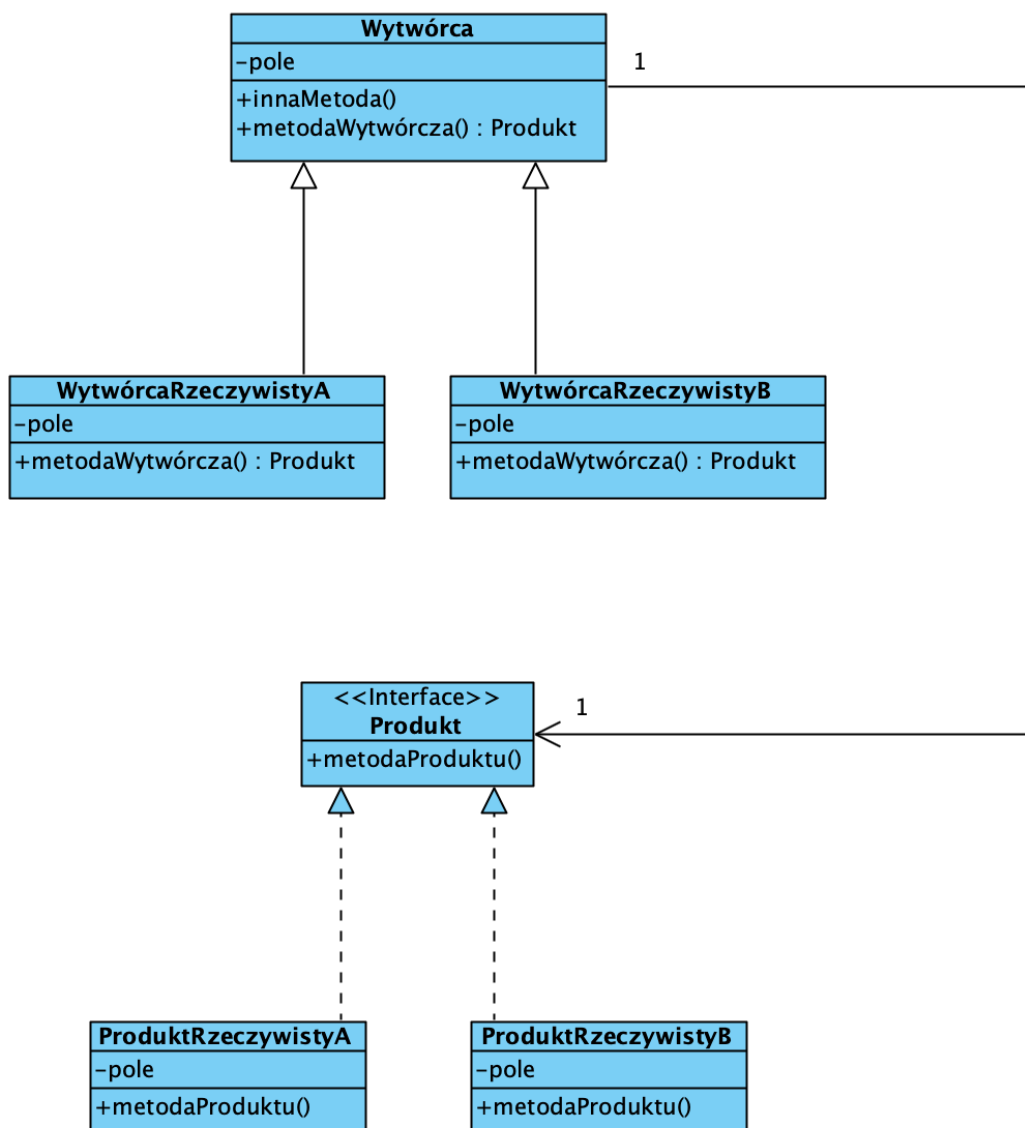 Wytwórca
-pole
1
+innaMetoda()
+metodaWytwórcza() : Produkt
WytwórcaRzeczywistyA
-pole
+metodaWytwórcza() : Produkt
WytwórcaRzeczywistyB
-pole
+metodaWytwórcza() : Produkt
<<Interface>>
Produkt
+metodaProduktu()
1
ProduktRzeczywistyA
-pole
+metodaProduktu()
ProduktRzeczywistyB
-pole
+metodaProduktu()